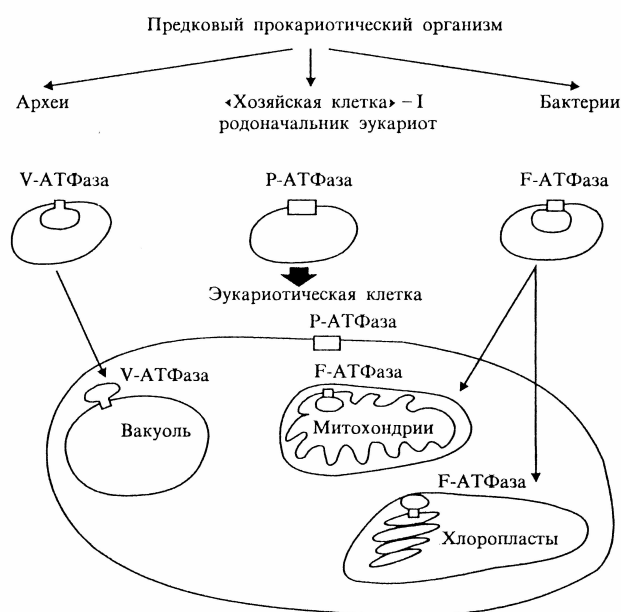 Предковый прокариотический организм
Археи
«Хозяйская клетка» – I
родоначальник эукариот
Бактерии
V-АТФаза
P-АТФаза
F-АТФаза
Эукариотическая клетка
P-АТФаза
V-АТФаза
F-АТФаза
Вакуоль
Митохондрии
F-АТФаза
Хлоропласты